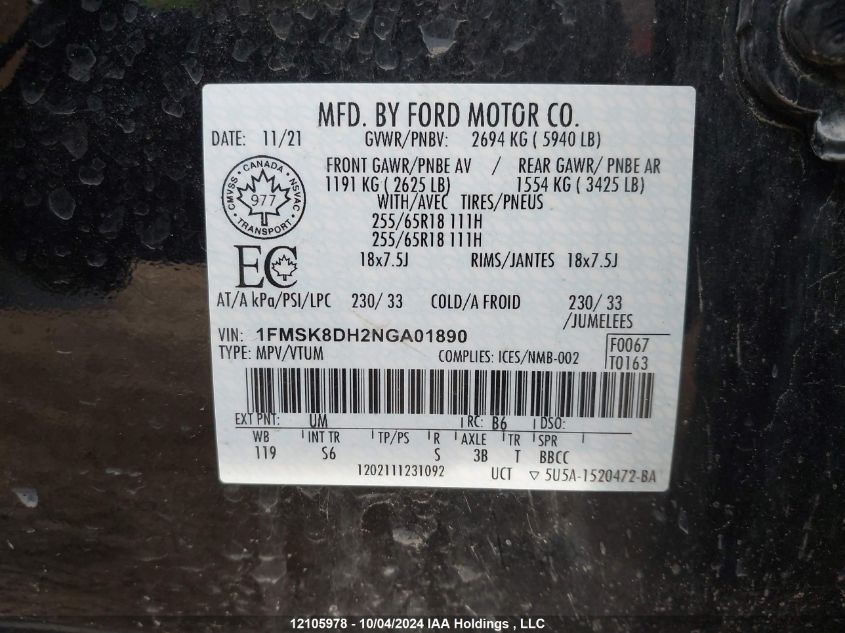 MFD. BY FORD MOTOR CO.
DATE: 11/21 GVWR/PNBV: 2694 KG ( 5940 LB)
FRONT GAWR/PNBE AV / REAR GAWR/ PNBE AR
1191 KG ( 2625 LB) 1554 KG ( 3425 LB)
WITH/AVEC TIRES/PNEUS
255/65R18 111H
255/65R18 111H
18x7.5J RIMS/JANTES 18x7.5J
CMVSS · CANADA · NSVAC
977
TRANSPORT
EC
AT/A kPa/PSI/LPC 230/ 33 COLD/A FROID 230/ 33
/JUMELEES
VIN: 1FMSK8DH2NGA01890
TYPE: MPV/VTUM COMPLIES: ICES/NMB-002
F0067
T0163
EXT PNT: UM RC: B6 DSO:
WB INT TR TP/PS R AXLE TR SPR
119 S6 S 3B T BBCC
1202111231092 UCT ▽ 5U5A-1520472-BA
12105978 - 10/04/2024 IAA Holdings , LLC